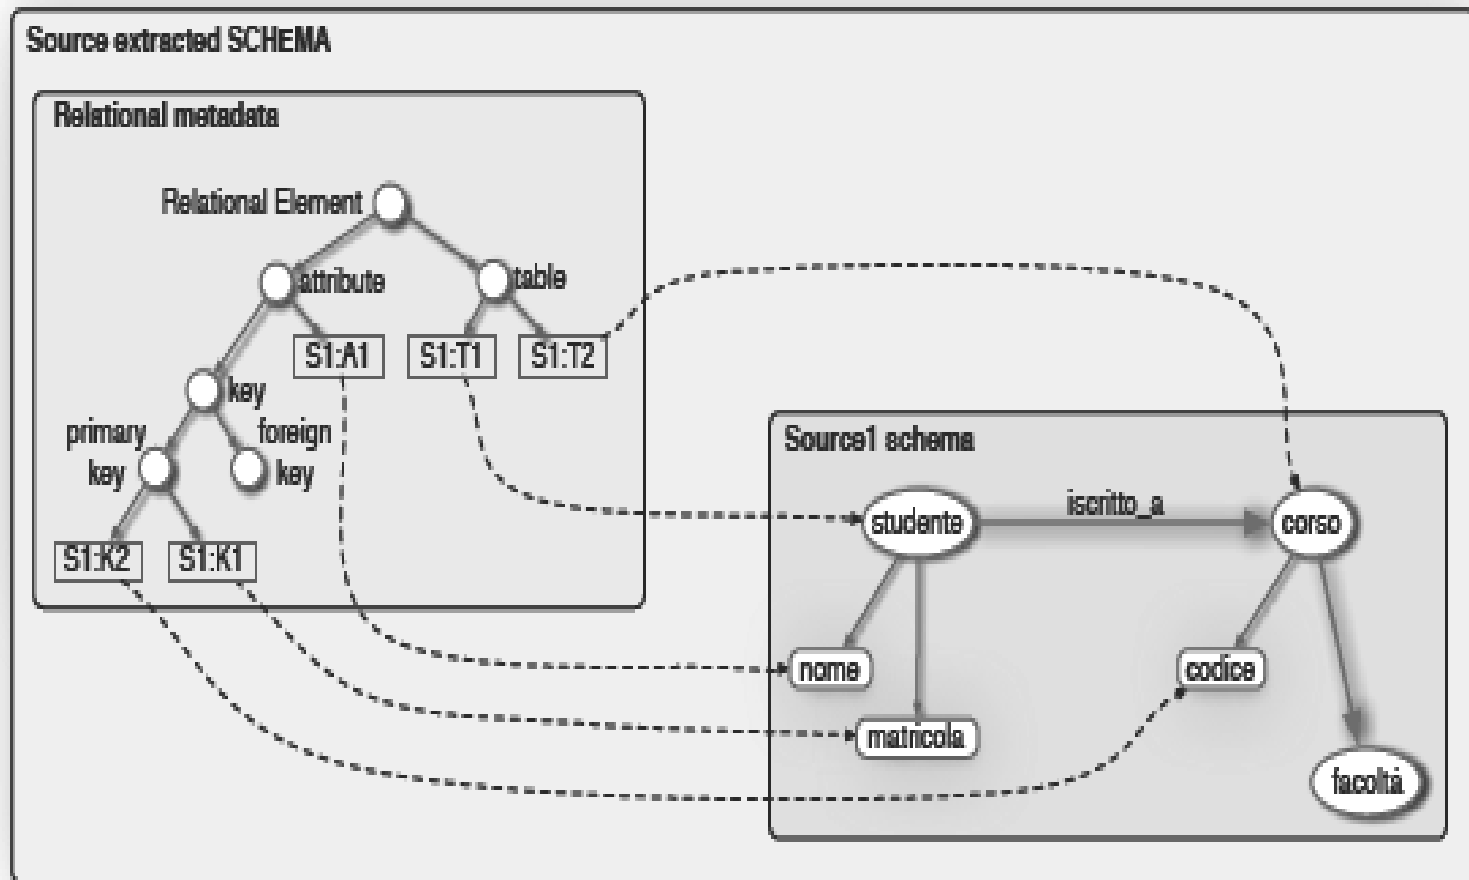 Source extracted SCHEMA
Relational metadata
Relational Element
attribute
table
S1:A1
S1:T1
S1:T2
key
primary
key
foreign
key
S1:K2
S1:K1
Source1 schema
studente
iscritto_a
corso
nome
codice
matricola
facoltà